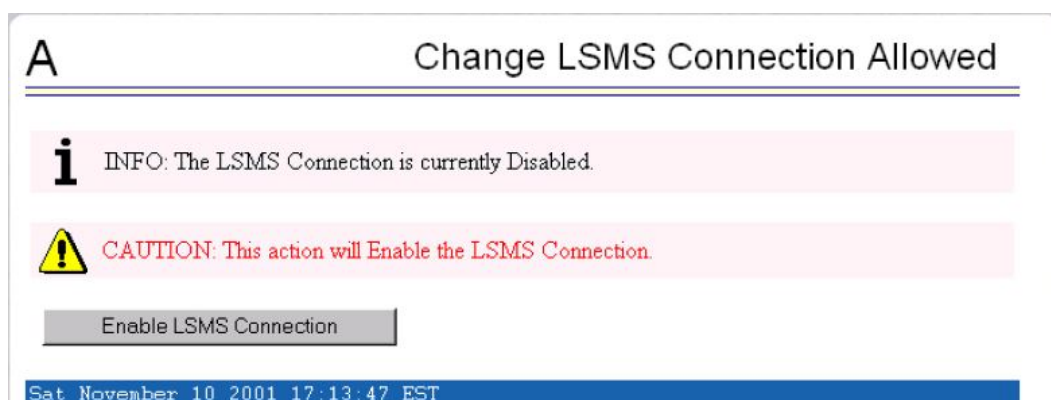 A
Change LSMS Connection Allowed
INFO: The LSMS Connection is currently Disabled.
CAUTION: This action will Enable the LSMS Connection.
Enable LSMS Connection
Sat November 10 2001 17:13:47 EST